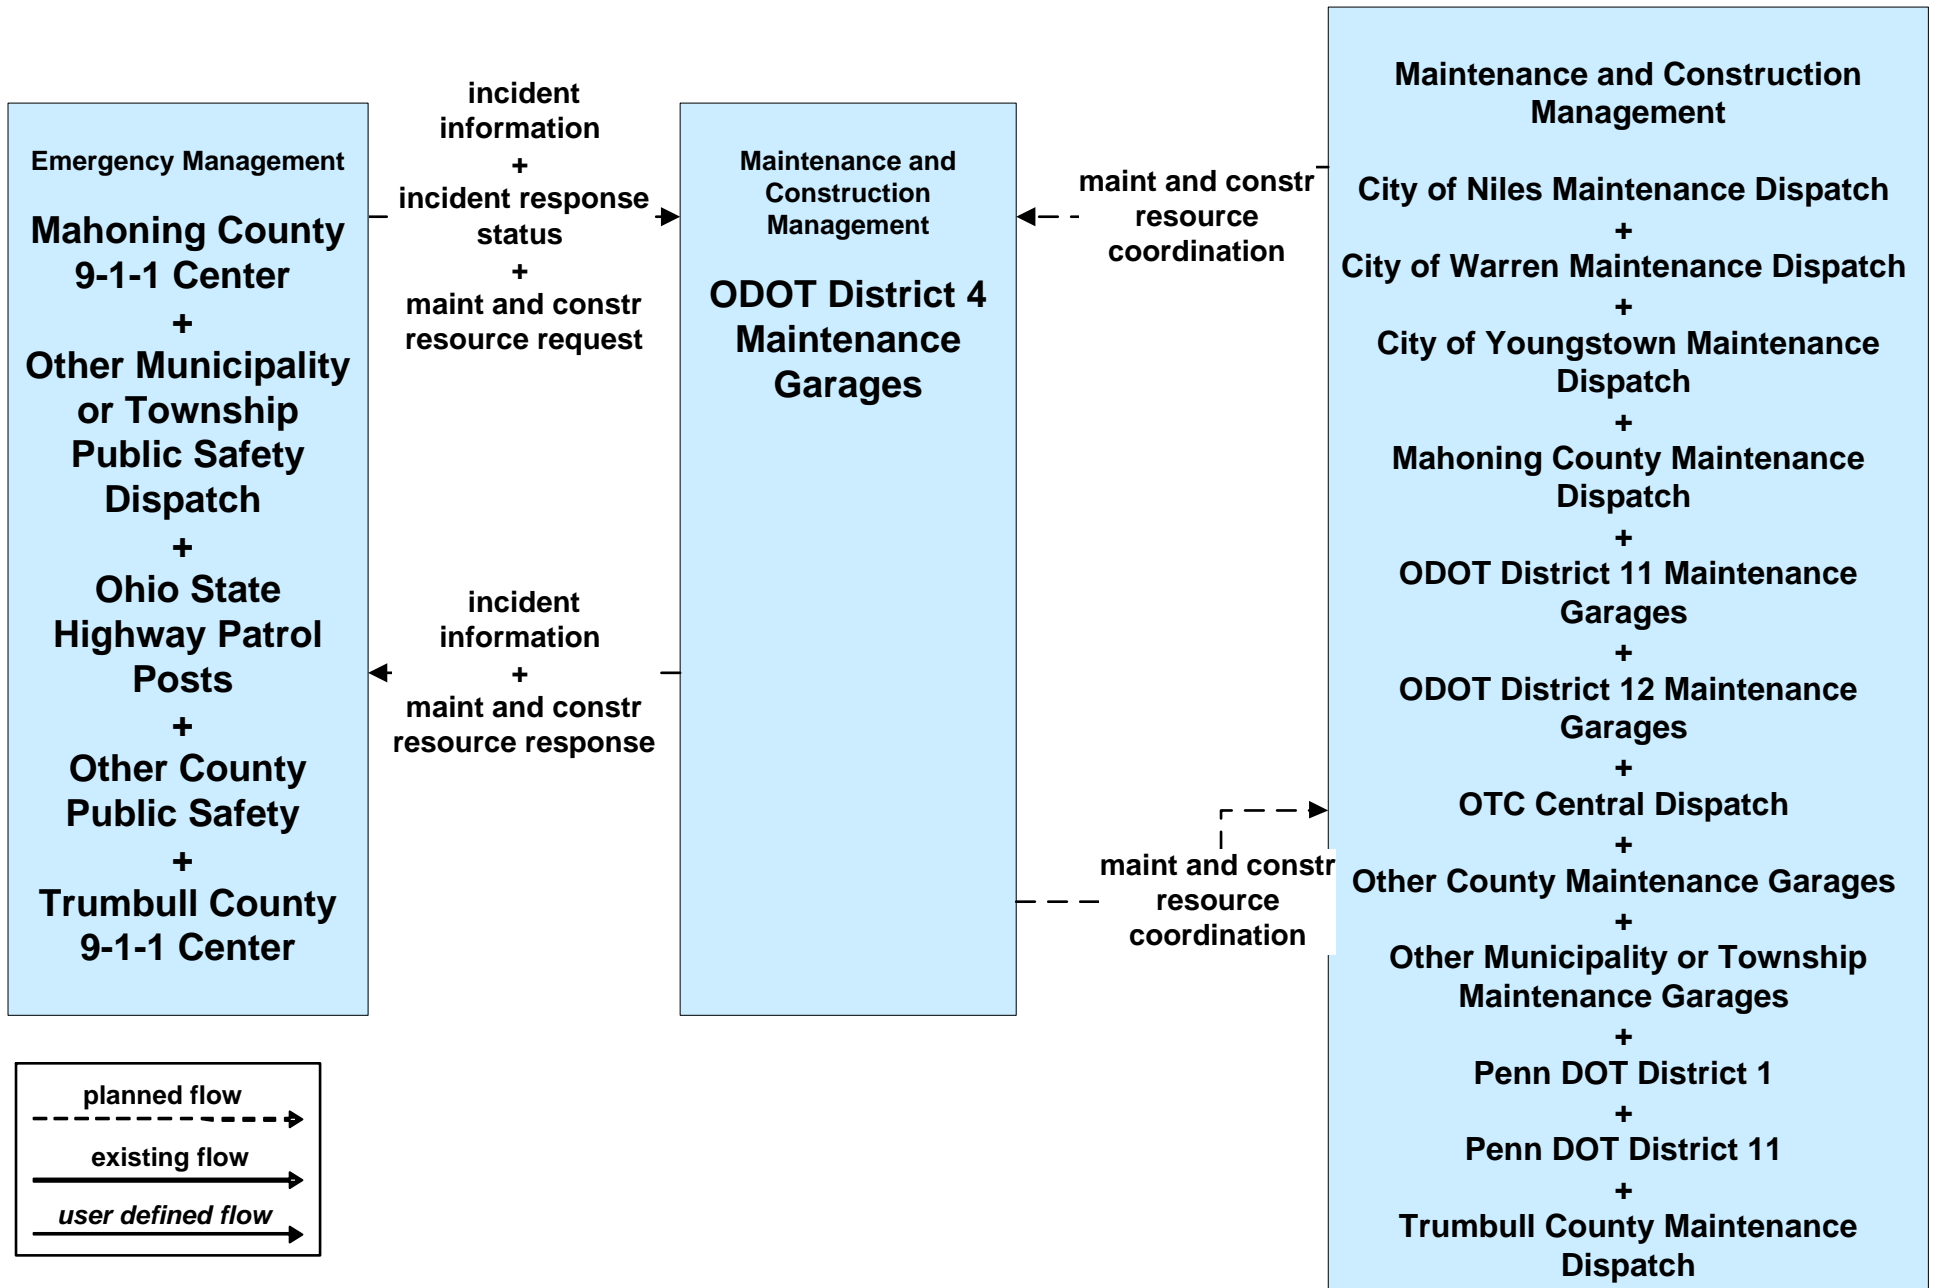 Emergency Management
Mahoning County
9-1-1 Center
+
Other Municipality
or Township
Public Safety
Dispatch
+
Ohio State
Highway Patrol
Posts
+
Other County
Public Safety
+
Trumbull County
9-1-1 Center
incident
information
+
incident response
status
+
maint and constr
resource request
incident
information
+
maint and constr
resource response
Maintenance and
Construction
Management
ODOT District 4
Maintenance
Garages
maint and constr
resource
coordination
maint and constr
resource
coordination
Maintenance and Construction
Management
City of Niles Maintenance Dispatch
+
City of Warren Maintenance Dispatch
+
City of Youngstown Maintenance
Dispatch
+
Mahoning County Maintenance
Dispatch
+
ODOT District 11 Maintenance
Garages
+
ODOT District 12 Maintenance
Garages
+
OTC Central Dispatch
+
Other County Maintenance Garages
+
Other Municipality or Township
Maintenance Garages
+
Penn DOT District 1
+
Penn DOT District 11
+
Trumbull County Maintenance
Dispatch
planned flow
existing flow
user defined flow